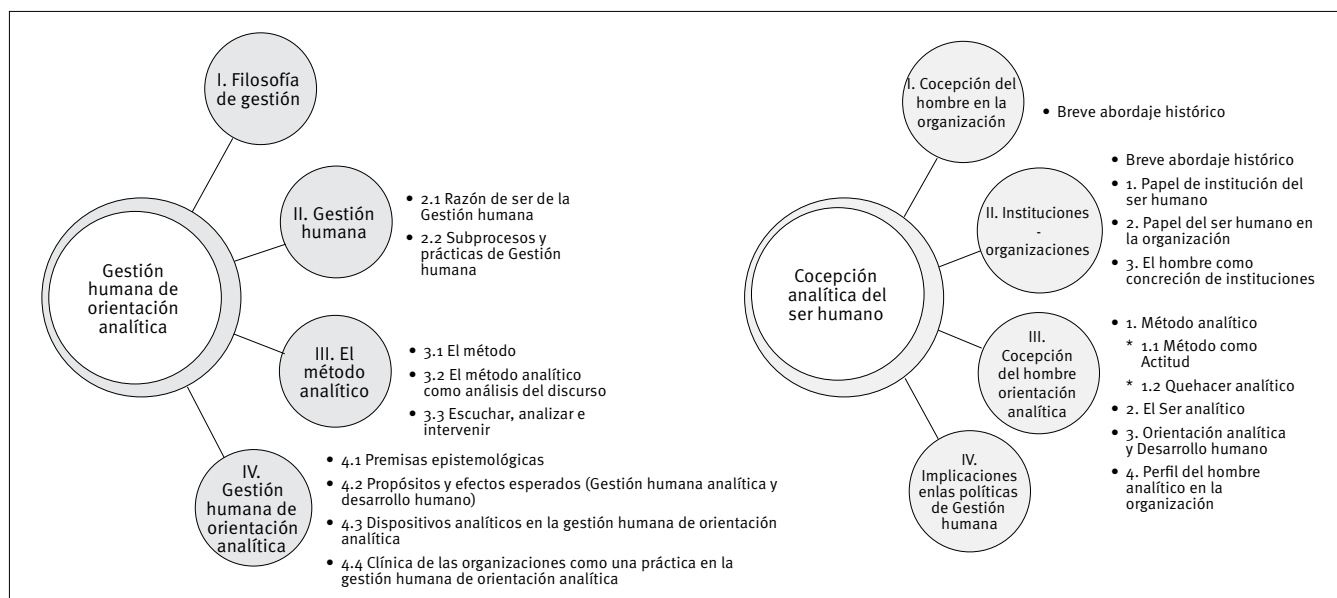 I. Filosofía
de gestión
II. Gestión
humana
• 2.1 Razón de ser de la
Gestión humana
• 2.2 Subprocesos y
prácticas de Gestión
humana
Gestión
humana de
orientación
analítica
III. El
método
analítico
• 3.1 El método
• 3.2 El método analítico
como análisis del discurso
• 3.3 Escuchar, analizar e
intervenir
IV.
Gestión
humana de
orientación
analítica
• 4.1 Premisas epistemológicas
• 4.2 Propósitos y efectos esperados (Gestión humana analítica y
desarrollo humano)
• 4.3 Dispositivos analíticos en la gestión humana de orientación
analítica
• 4.4 Clínica de las organizaciones como una práctica en la
gestión humana de orientación analítica
I. Cocepción del
hombre en la
organización
• Breve abordaje histórico
II. Instituciones
-
organizaciones
• Breve abordaje histórico
• 1. Papel de institución del
ser humano
• 2. Papel del ser humano en
la organización
• 3. El hombre como
concreción de instituciones
Cocepción
analítica del
ser humano
III.
Cocepción
del hombre
orientación
analítica
• 1. Método analítico
* 1.1 Método como
Actitud
* 1.2 Quehacer analítico
• 2. El Ser analítico
• 3. Orientación analítica
y Desarrollo humano
• 4. Perfil del hombre
analítico en la
organización
IV.
Implicaciones
enlas políticas
de Gestión
humana